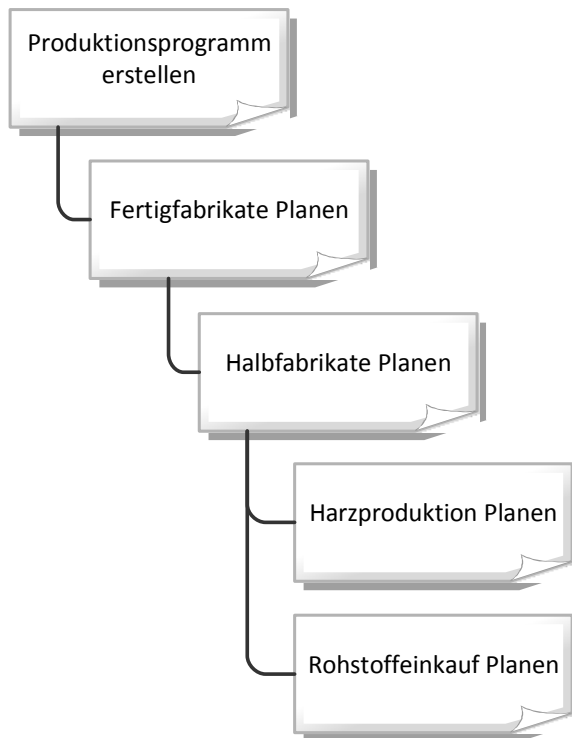 Produktionsprogramm
erstellen
Fertigfabrikate Planen
Halbfabrikate Planen
Harzproduktion Planen
Rohstoffeinkauf Planen